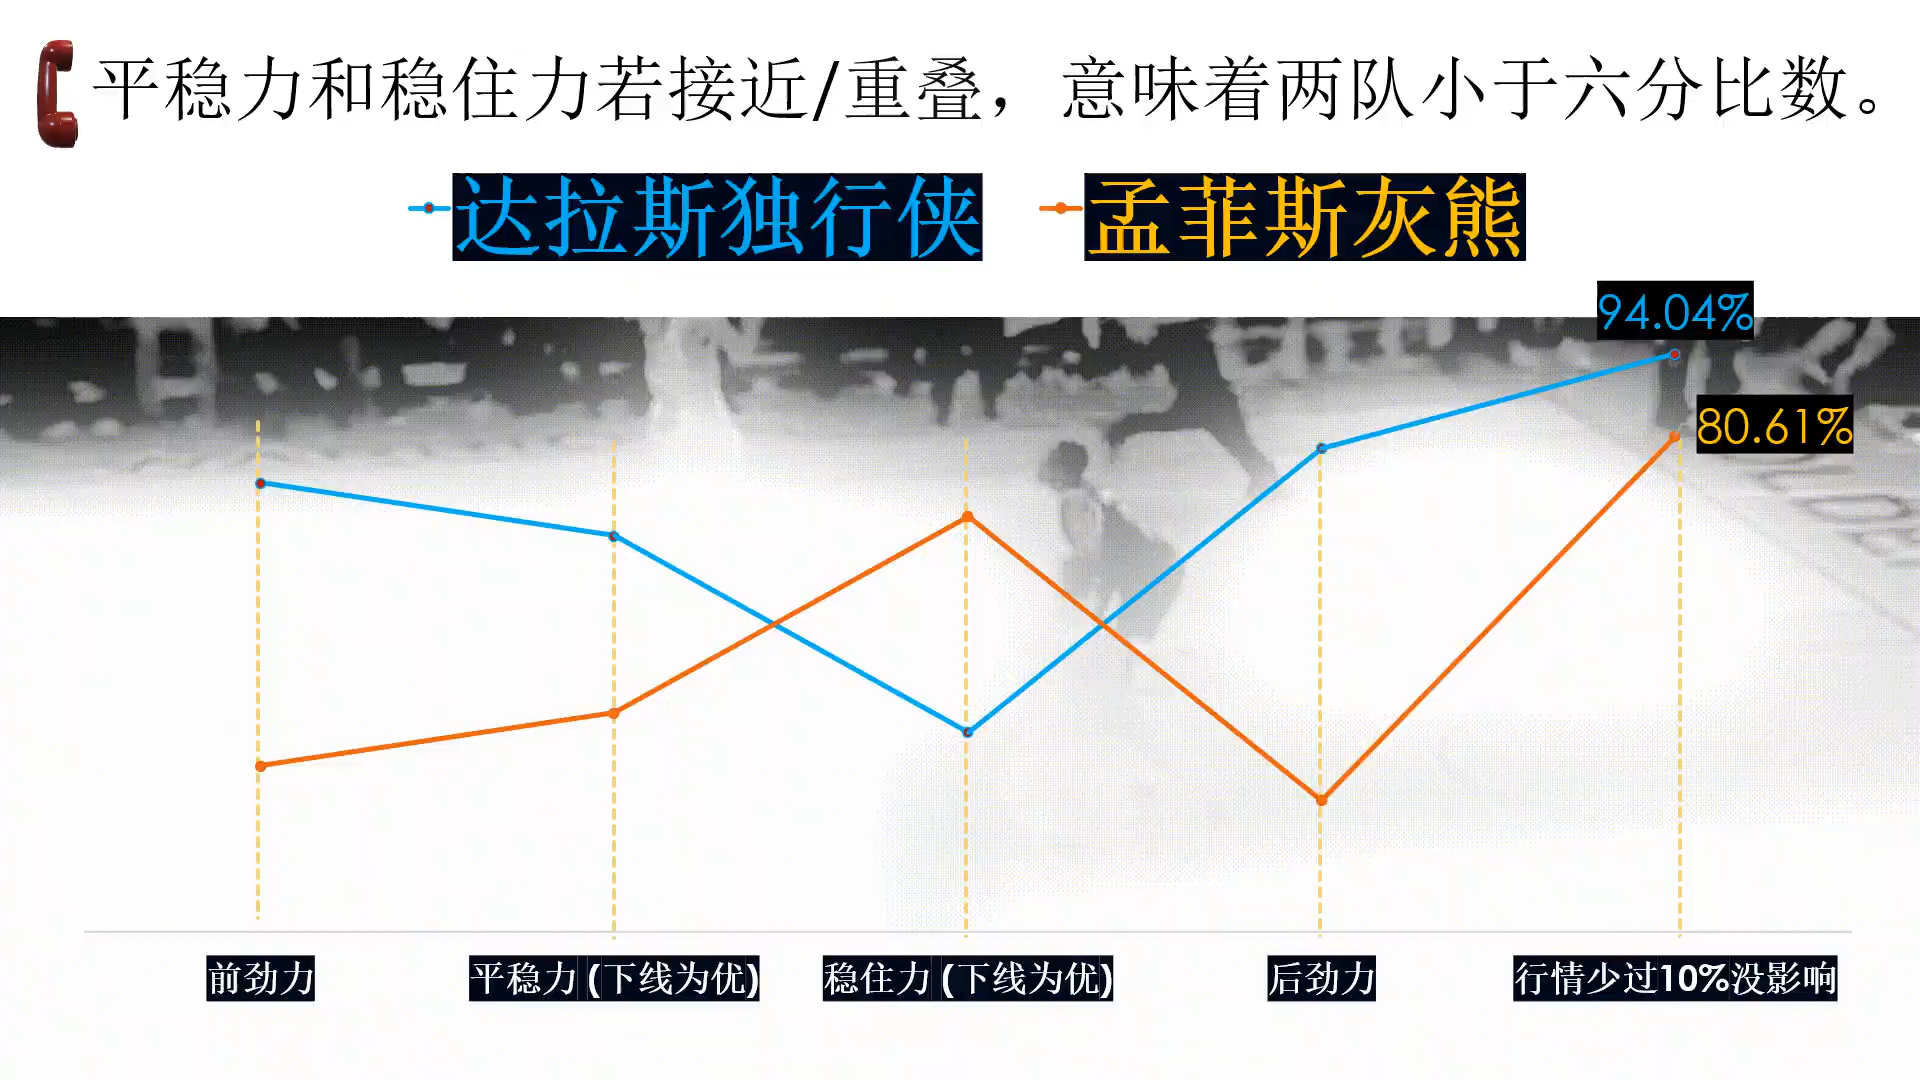 平稳力和稳住力若接近/重叠，意味着两队小于六分比数。
达拉斯独行侠 孟菲斯灰熊
94.04%
80.61%
前劲力 平稳力 (下线为优) 稳住力 (下线为优) 后劲力 行情少过10%没影响